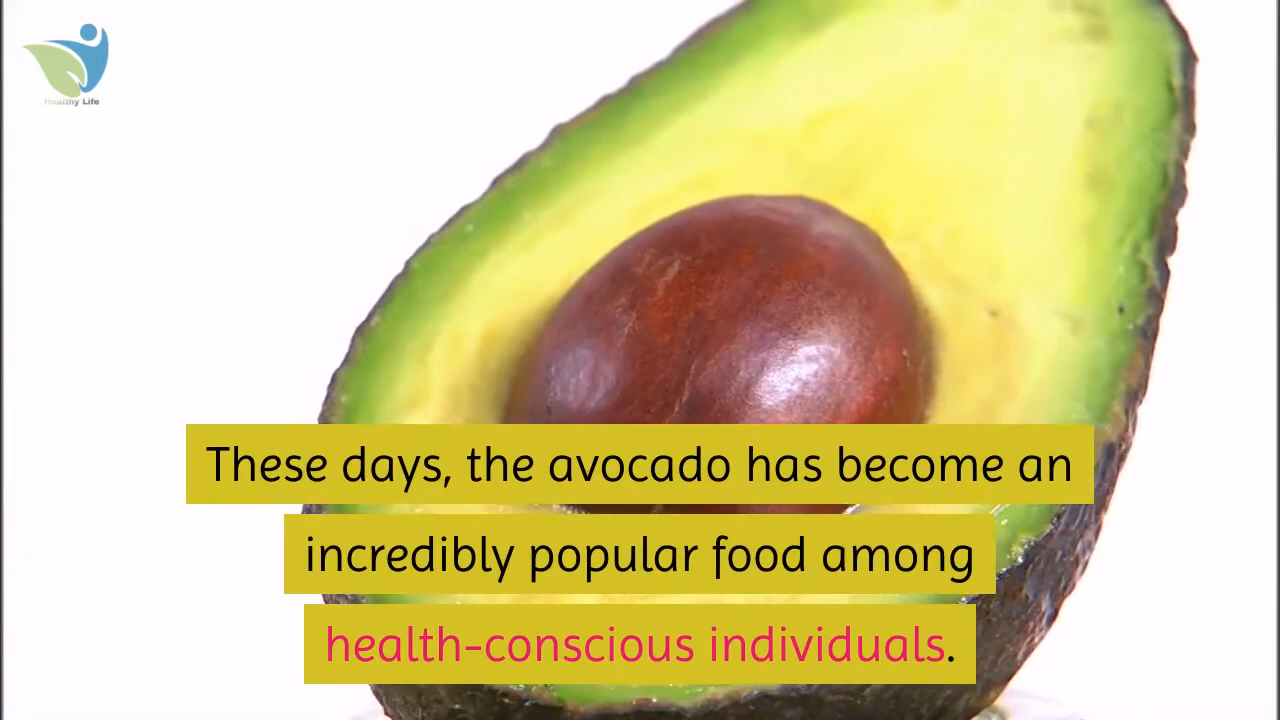 Healthy Life
These days, the avocado has become an
incredibly popular food among
health-conscious individuals.